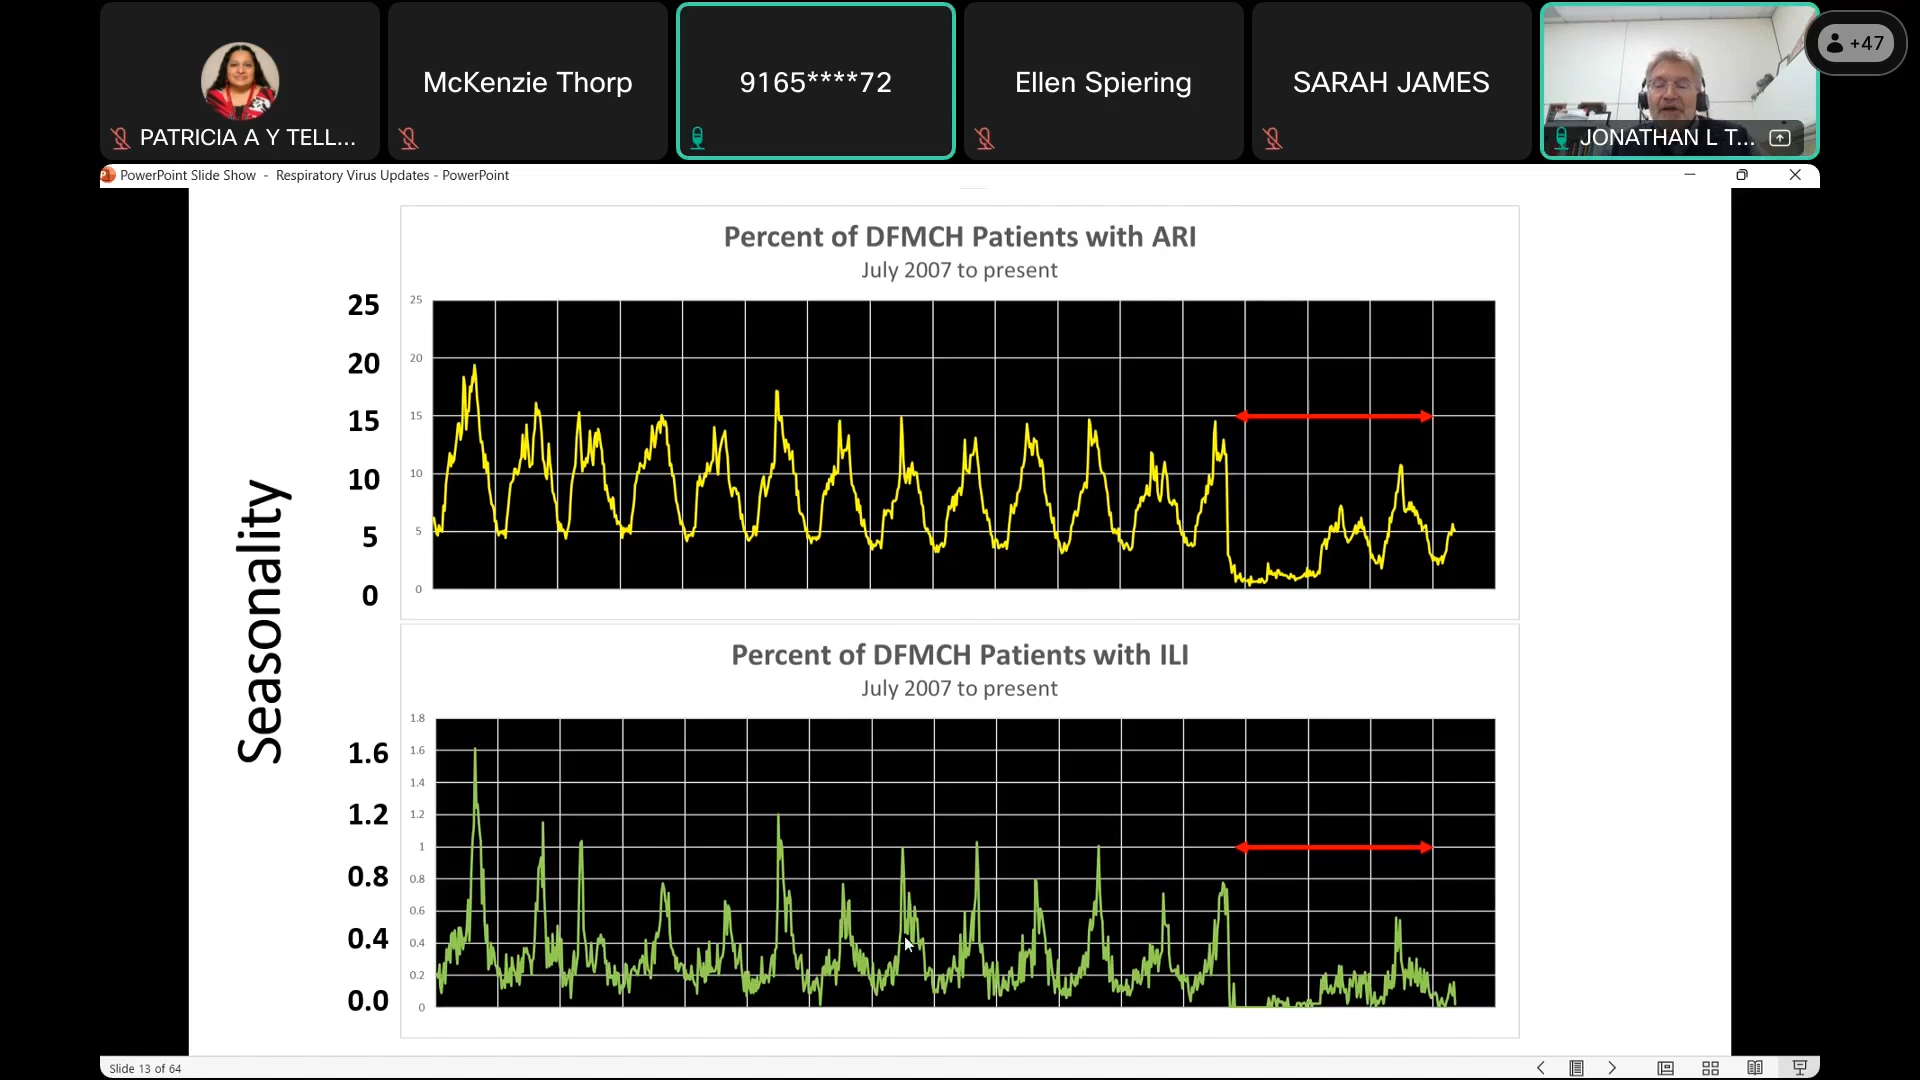 McKenzie Thorp
9165****72
Ellen Spiering
SARAH JAMES
+47
PATRICIA A Y TELL...
JONATHAN L T...
PowerPoint Slide Show - Respiratory Virus Updates - PowerPoint
Seasonality
Percent of DFMCH Patients with ARI
July 2007 to present
25
20
15
10
5
0
25
20
15
10
5
0
Percent of DFMCH Patients with ILI
July 2007 to present
1.6
1.2
0.8
0.4
0.0
1.8
1.6
1.4
1.2
1
0.8
0.6
0.4
0.2
0
Slide 13 of 64